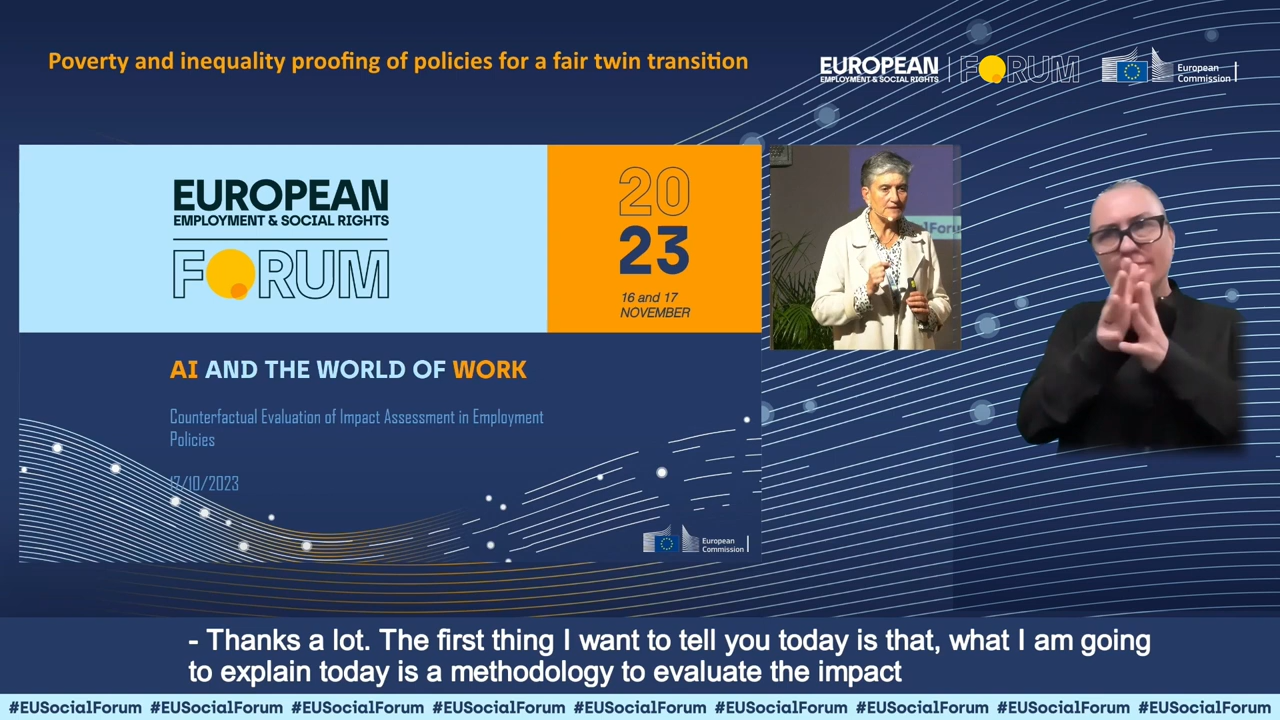 Poverty and inequality proofing of policies for a fair twin transition
EUROPEAN
EMPLOYMENT & SOCIAL RIGHTS
FORUM
European
Commission
EUROPEAN
EMPLOYMENT & SOCIAL RIGHTS
FORUM
20
23
16 and 17
NOVEMBER
AI AND THE WORLD OF WORK
Counterfactual Evaluation of Impact Assessment in Employment
Policies
17/10/2023
European
Commission
cialForu
- Thanks a lot. The first thing I want to tell you today is that, what I am going
to explain today is a methodology to evaluate the impact
#EUSocialForum #EUSocialForum #EUSocialForum #EUSocialForum #EUSocialForum #EUSocialForum #EUSocialForum #EUSocialForum #EUSocialForum